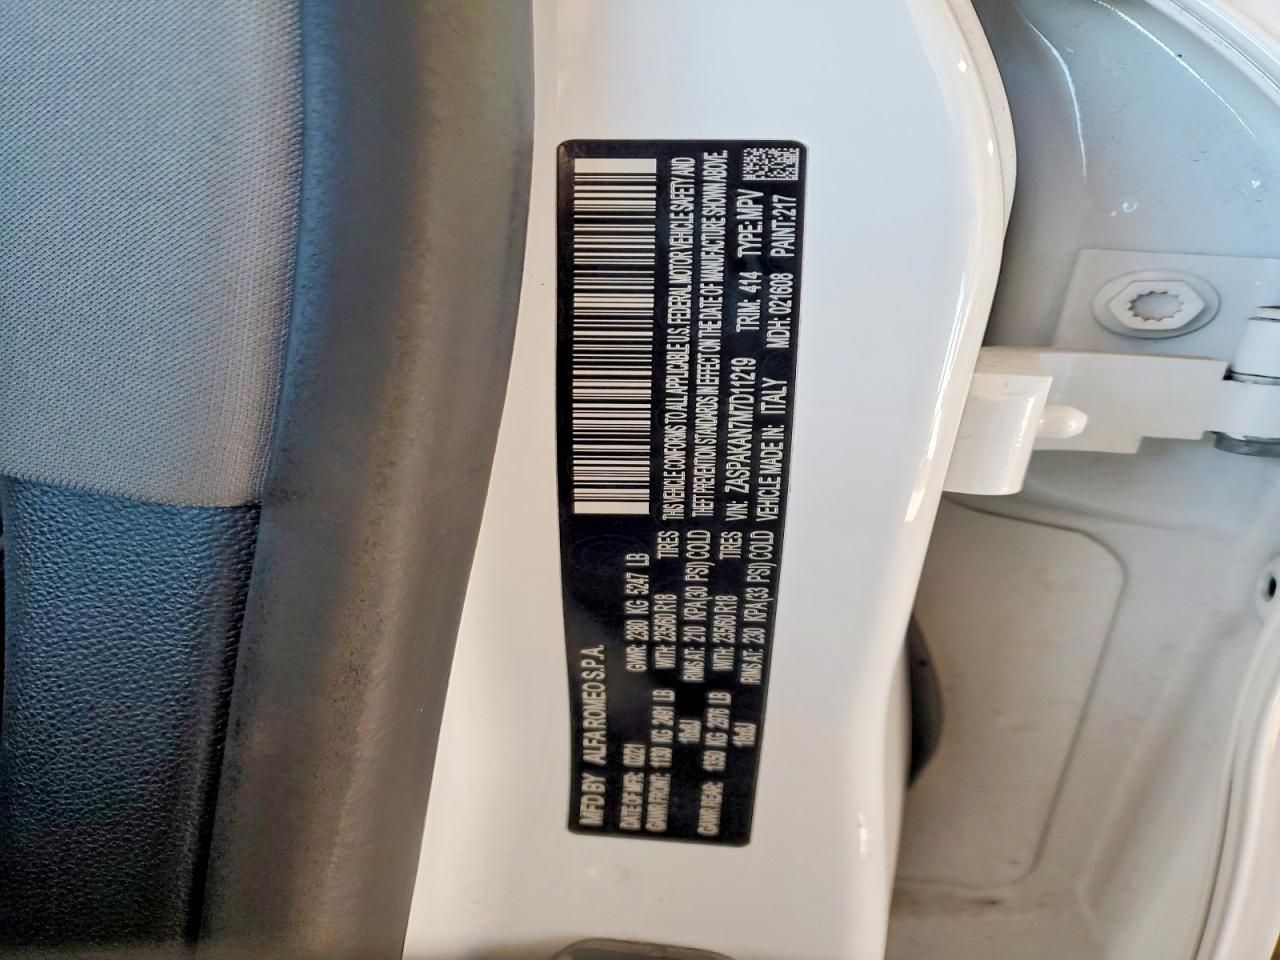 MFD BY ALFA ROMEO S.P.A.
DATE OF MFR: 02/21 GVWR: 2380 KG 5247 LB
GAWR FRONT: 1130 KG 2491 LB WITH: 235/60 R18 TIRES
18x8J RIMS AT: 210 KPA(30 PSI) COLD
GAWR REAR: 1350 KG 2976 LB WITH: 235/60 R18 TIRES
18x8J RIMS AT: 230 KPA(33 PSI) COLD
THIS VEHICLE CONFORMS TO ALL APPLICABLE U.S. FEDERAL MOTOR VEHICLE SAFETY AND
THEFT PREVENTION STANDARDS IN EFFECT ON THE DATE OF MANUFACTURE SHOWN ABOVE.
VIN: ZASPAKAN7M7D11219 TRIM: 414 TYPE:MPV
VEHICLE MADE IN: ITALY MDH: 021608 PAINT:217